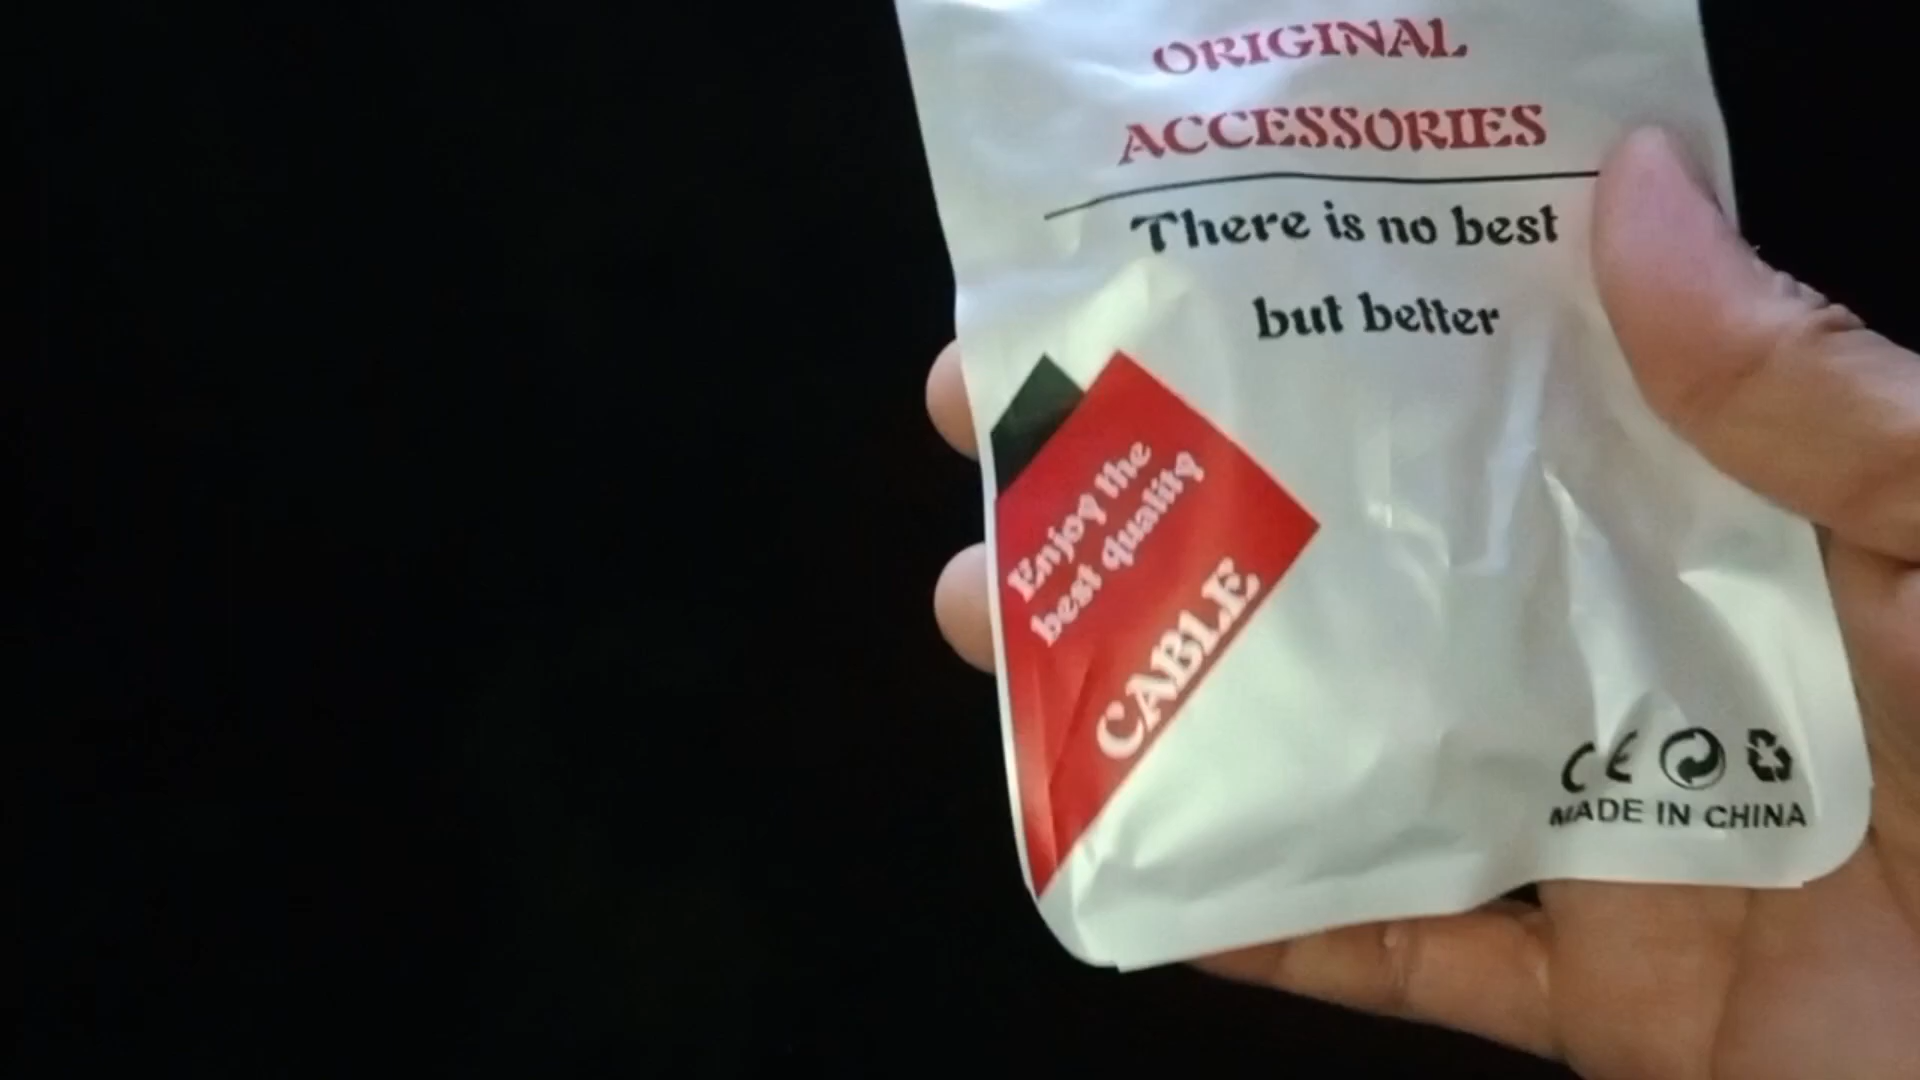 ORIGINAL
ACCESSORIES
There is no best
but better
Enjoy the
best quality
CABLE
CE
MADE IN CHINA